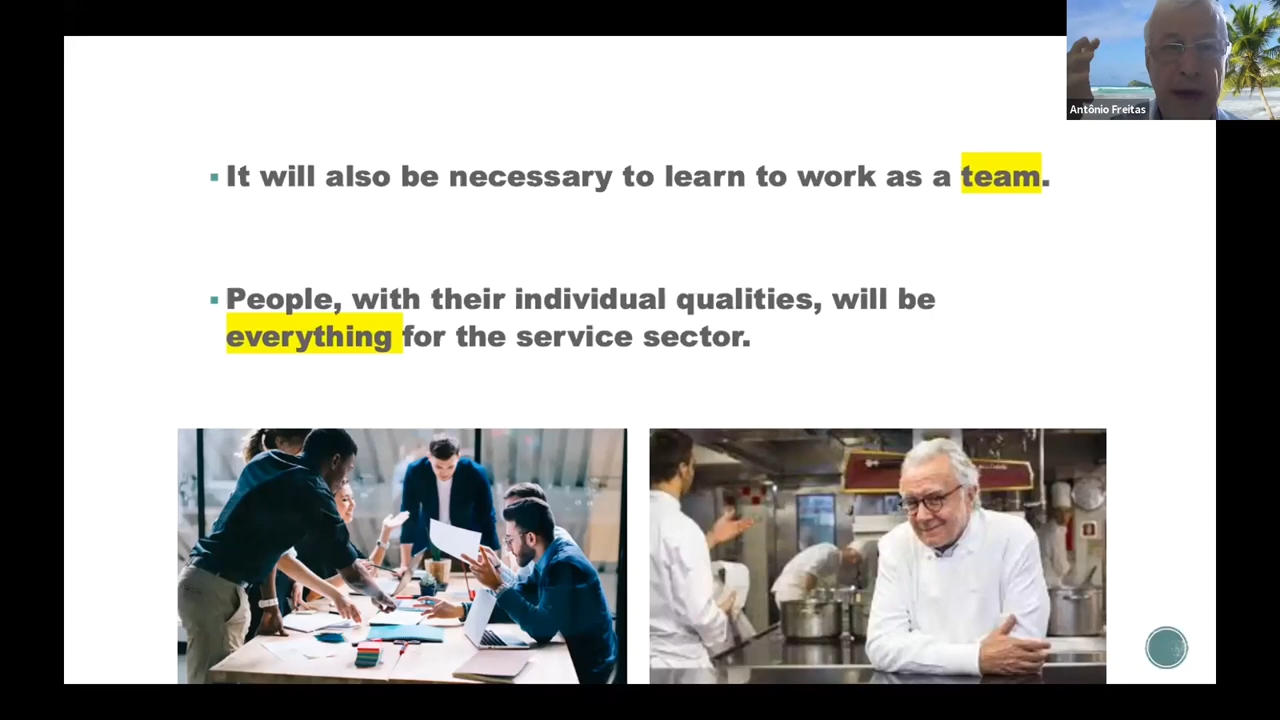 Antônio Freitas
▪ It will also be necessary to learn to work as a team.
▪ People, with their individual qualities, will be
everything for the service sector.